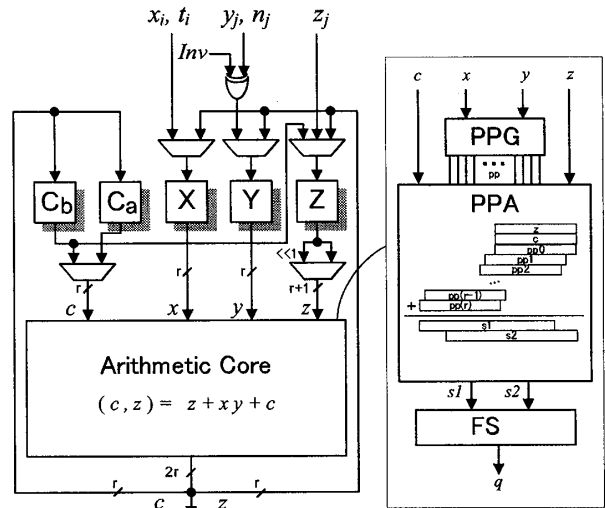 xi, ti
yj, nj
zj
Inv
Cb
Ca
X
Y
Z
<<1
r
r
r
r+1
c
x
y
z
Arithmetic Core
(c, z) = z + x y + c
2r
r
r
c
z
c
x
y
z
PPG
pp
PPA
z
c
pp0
pp1
pp2
...
pp(r-1)
+
pp(r)
s1
s2
s1
s2
FS
q